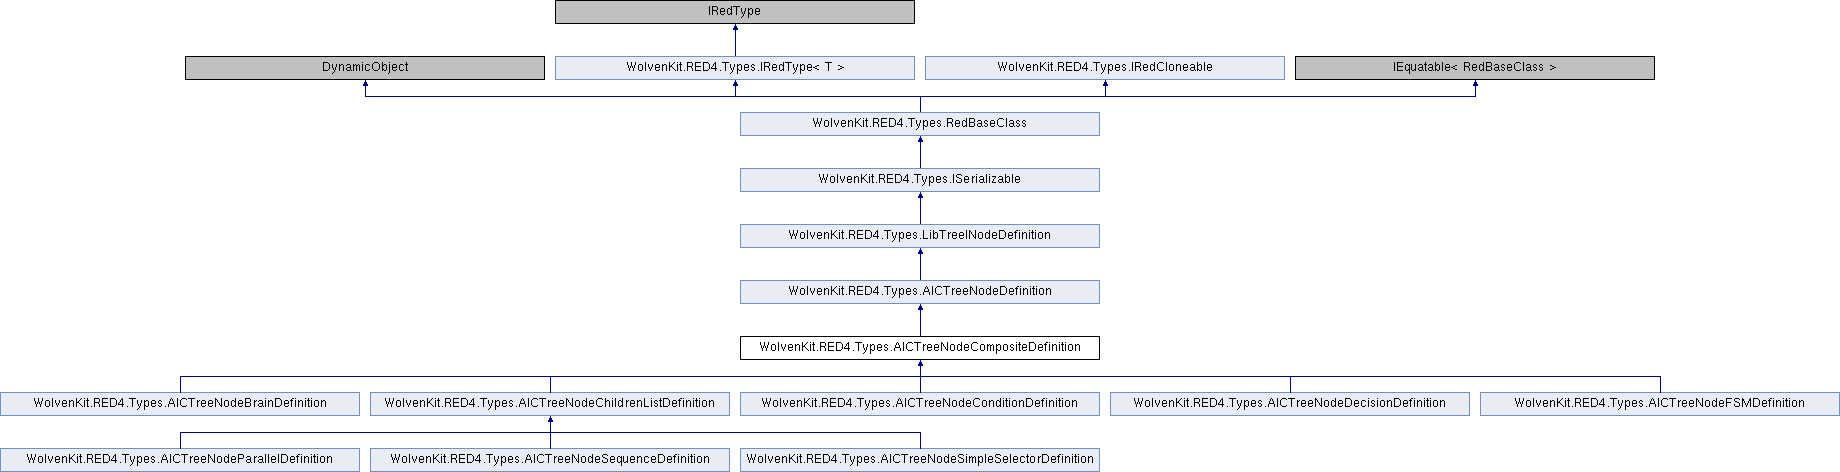 IRedType
DynamicObject
WolvenKit.RED4.Types.IRedType< T >
WolvenKit.RED4.Types.IRedCloneable
IEquatable< RedBaseClass >
WolvenKit.RED4.Types.RedBaseClass
WolvenKit.RED4.Types.ISerializable
WolvenKit.RED4.Types.LibTreeINodeDefinition
WolvenKit.RED4.Types.AICTreeNodeDefinition
WolvenKit.RED4.Types.AICTreeNodeCompositeDefinition
WolvenKit.RED4.Types.AICTreeNodeBrainDefinition
WolvenKit.RED4.Types.AICTreeNodeChildrenListDefinition
WolvenKit.RED4.Types.AICTreeNodeConditionDefinition
WolvenKit.RED4.Types.AICTreeNodeDecisionDefinition
WolvenKit.RED4.Types.AICTreeNodeFSMDefinition
WolvenKit.RED4.Types.AICTreeNodeParallelDefinition
WolvenKit.RED4.Types.AICTreeNodeSequenceDefinition
WolvenKit.RED4.Types.AICTreeNodeSimpleSelectorDefinition